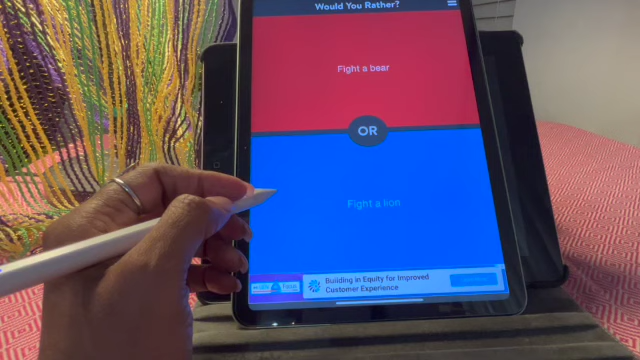 Would You Rather?
Fight a bear
OR
Fight a lion
Building in Equity for Improved
Customer Experience